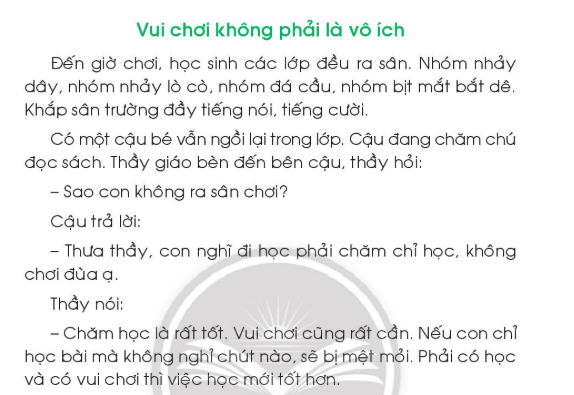 Vui chơi không phải là vô ích
Đến giờ chơi, học sinh các lớp đều ra sân. Nhóm nhảy
dây, nhóm nhảy lò cò, nhóm đá cầu, nhóm bịt mắt bắt dê.
Khắp sân trường đầy tiếng nói, tiếng cười.
Có một cậu bé vẫn ngồi lại trong lớp. Cậu đang chăm chú
đọc sách. Thầy giáo bèn đến bên cậu, thầy hỏi:
– Sao con không ra sân chơi?
Cậu trả lời:
– Thưa thầy, con nghĩ đi học phải chăm chỉ học, không
chơi đùa ạ.
Thầy nói:
– Chăm học là rất tốt. Vui chơi cũng rất cần. Nếu con chỉ
học bài mà không nghỉ chút nào, sẽ bị mệt mỏi. Phải có học
và có vui chơi thì việc học mới tốt hơn.